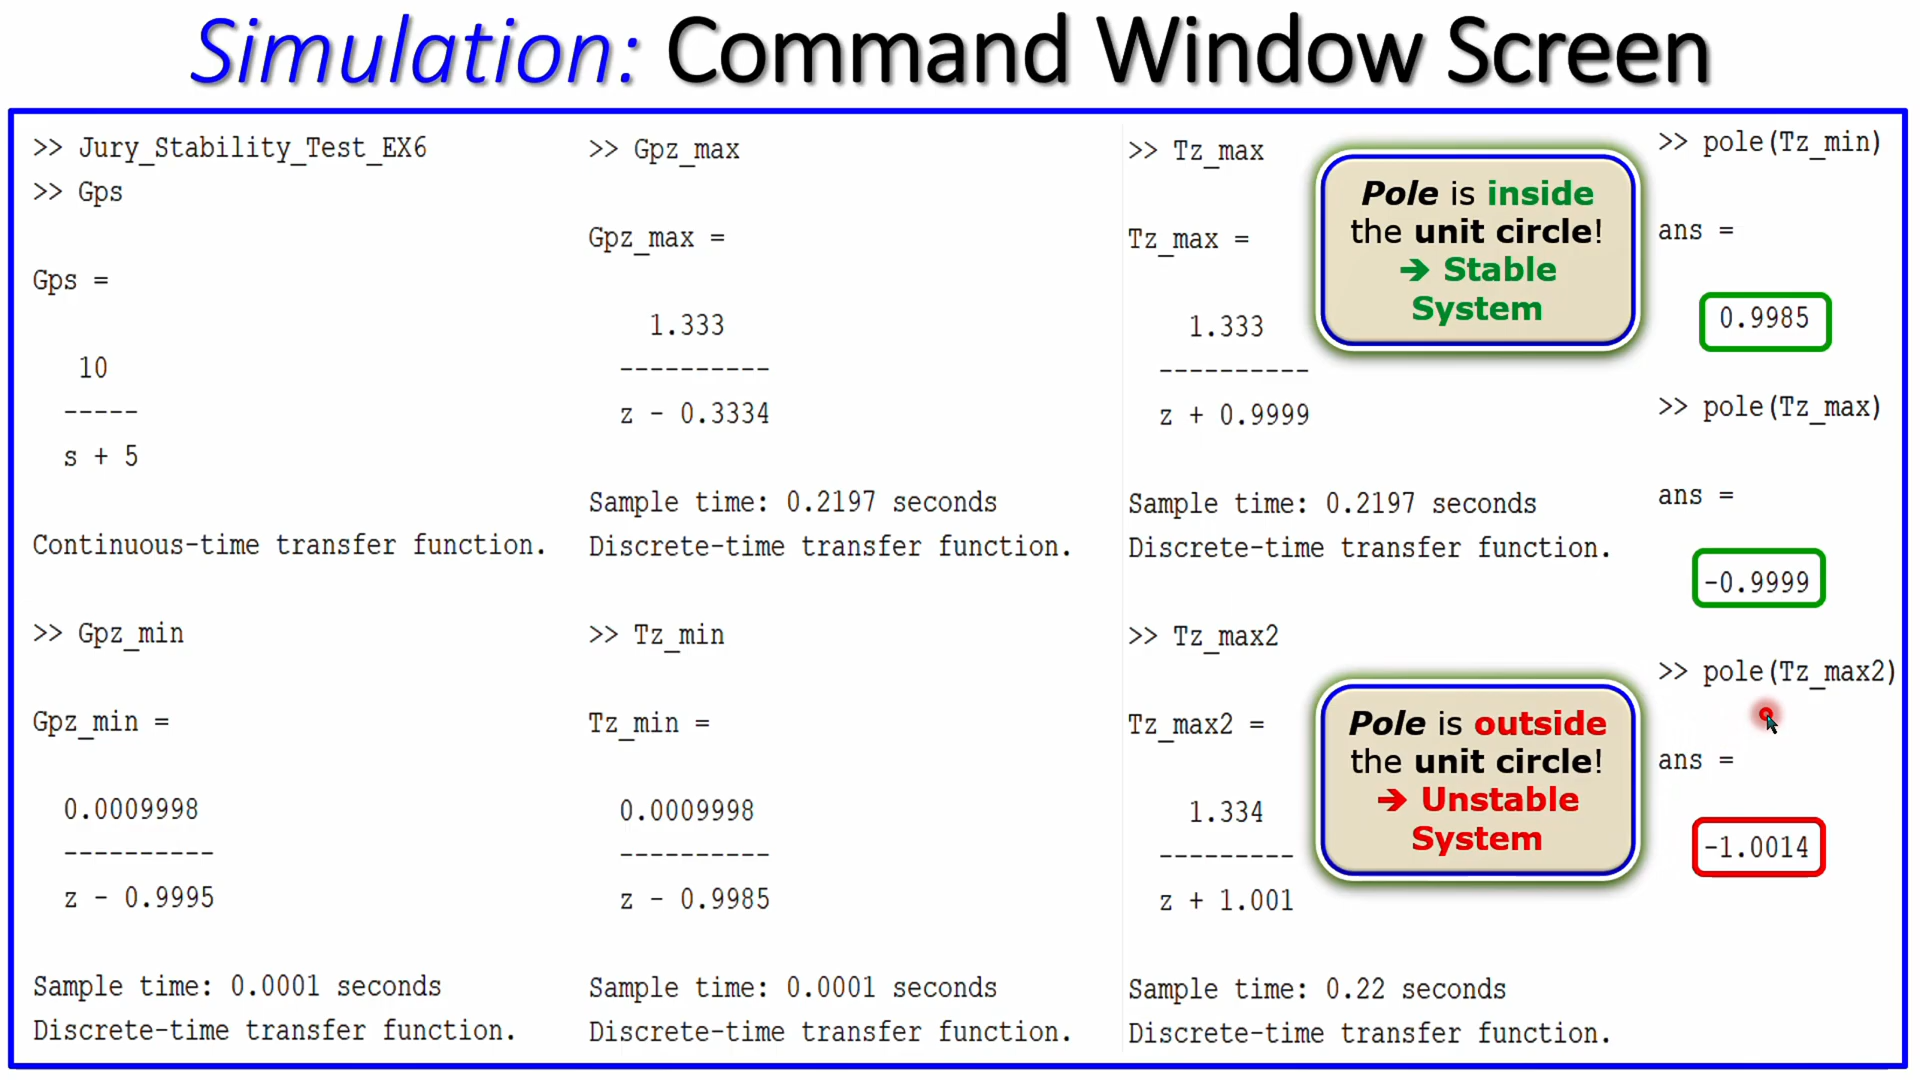 Simulation: Command Window Screen
>> Jury_Stability_Test_EX6
>> Gps
Gps =
10
-----
s + 5
Continuous-time transfer function.
>> Gpz_min
Gpz_min =
0.0009998
----------
z - 0.9995
Sample time: 0.0001 seconds
Discrete-time transfer function.
>> Gpz_max
Gpz_max =
1.333
----------
z - 0.3334
Sample time: 0.2197 seconds
Discrete-time transfer function.
>> Tz_min
Tz_min =
0.0009998
----------
z - 0.9985
Sample time: 0.0001 seconds
Discrete-time transfer function.
>> Tz_max
Tz_max =
1.333
----------
z + 0.9999
Sample time: 0.2197 seconds
Discrete-time transfer function.
>> Tz_max2
Tz_max2 =
1.334
---------
z + 1.001
Sample time: 0.22 seconds
Discrete-time transfer function.
Pole is inside
the unit circle!
➔ Stable
System
Pole is outside
the unit circle!
➔ Unstable
System
>> pole(Tz_min)
ans =
0.9985
>> pole(Tz_max)
ans =
-0.9999
>> pole(Tz_max2)
ans =
-1.0014